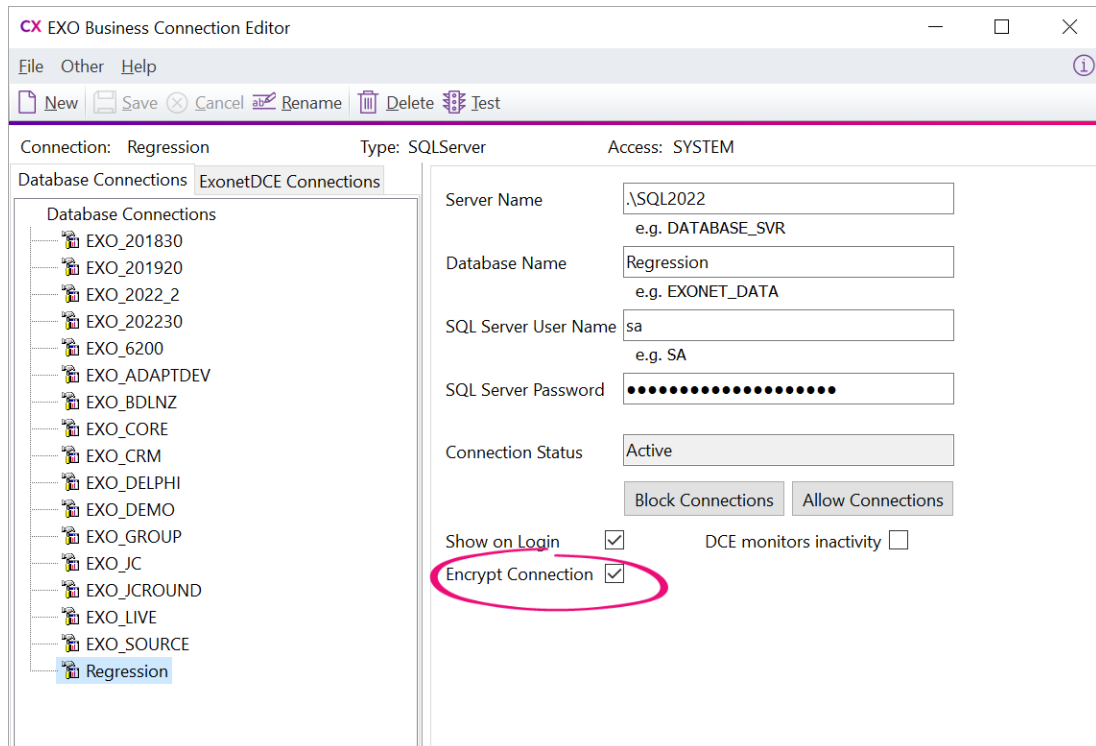 CX EXO Business Connection Editor
File Other Help
New Save Cancel Rename Delete Test
Connection: Regression Type: SQLServer Access: SYSTEM
Database Connections ExonetDCE Connections
Database Connections
EXO_201830
EXO_201920
EXO_2022_2
EXO_202230
EXO_6200
EXO_ADAPTDEV
EXO_BDLNZ
EXO_CORE
EXO_CRM
EXO_DELPHI
EXO_DEMO
EXO_GROUP
EXO_JC
EXO_JCROUND
EXO_LIVE
EXO_SOURCE
Regression
Server Name .\SQL2022
e.g. DATABASE_SVR
Database Name Regression
e.g. EXONET_DATA
SQL Server User Name sa
e.g. SA
SQL Server Password ●●●●●●●●●●●●●●●●●●●●
Connection Status Active
Block Connections Allow Connections
Show on Login DCE monitors inactivity
Encrypt Connection